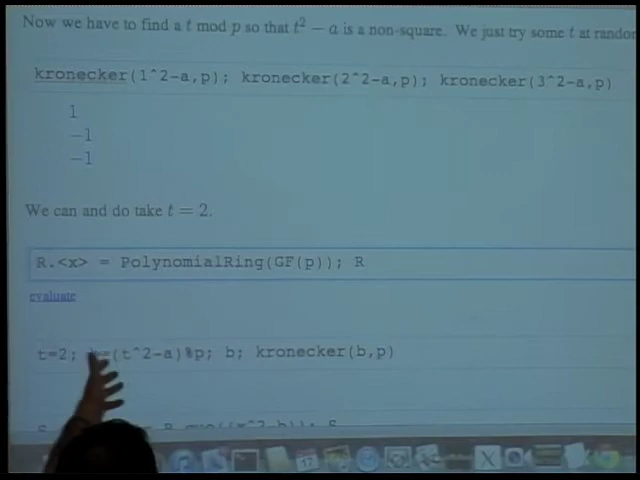 Now we have to find a t mod p so that t² − a is a non-square. We just try some t at
kronecker(1^2-a,p); kronecker(2^2-a,p); kronecker(3^2-a,p)
1
−1
−1
We can and do take t = 2.
R.<x> = PolynomialRing(GF(p)); R
evaluate
t=2; b=(t^2-a)%p; b; kronecker(b,p)
17
X